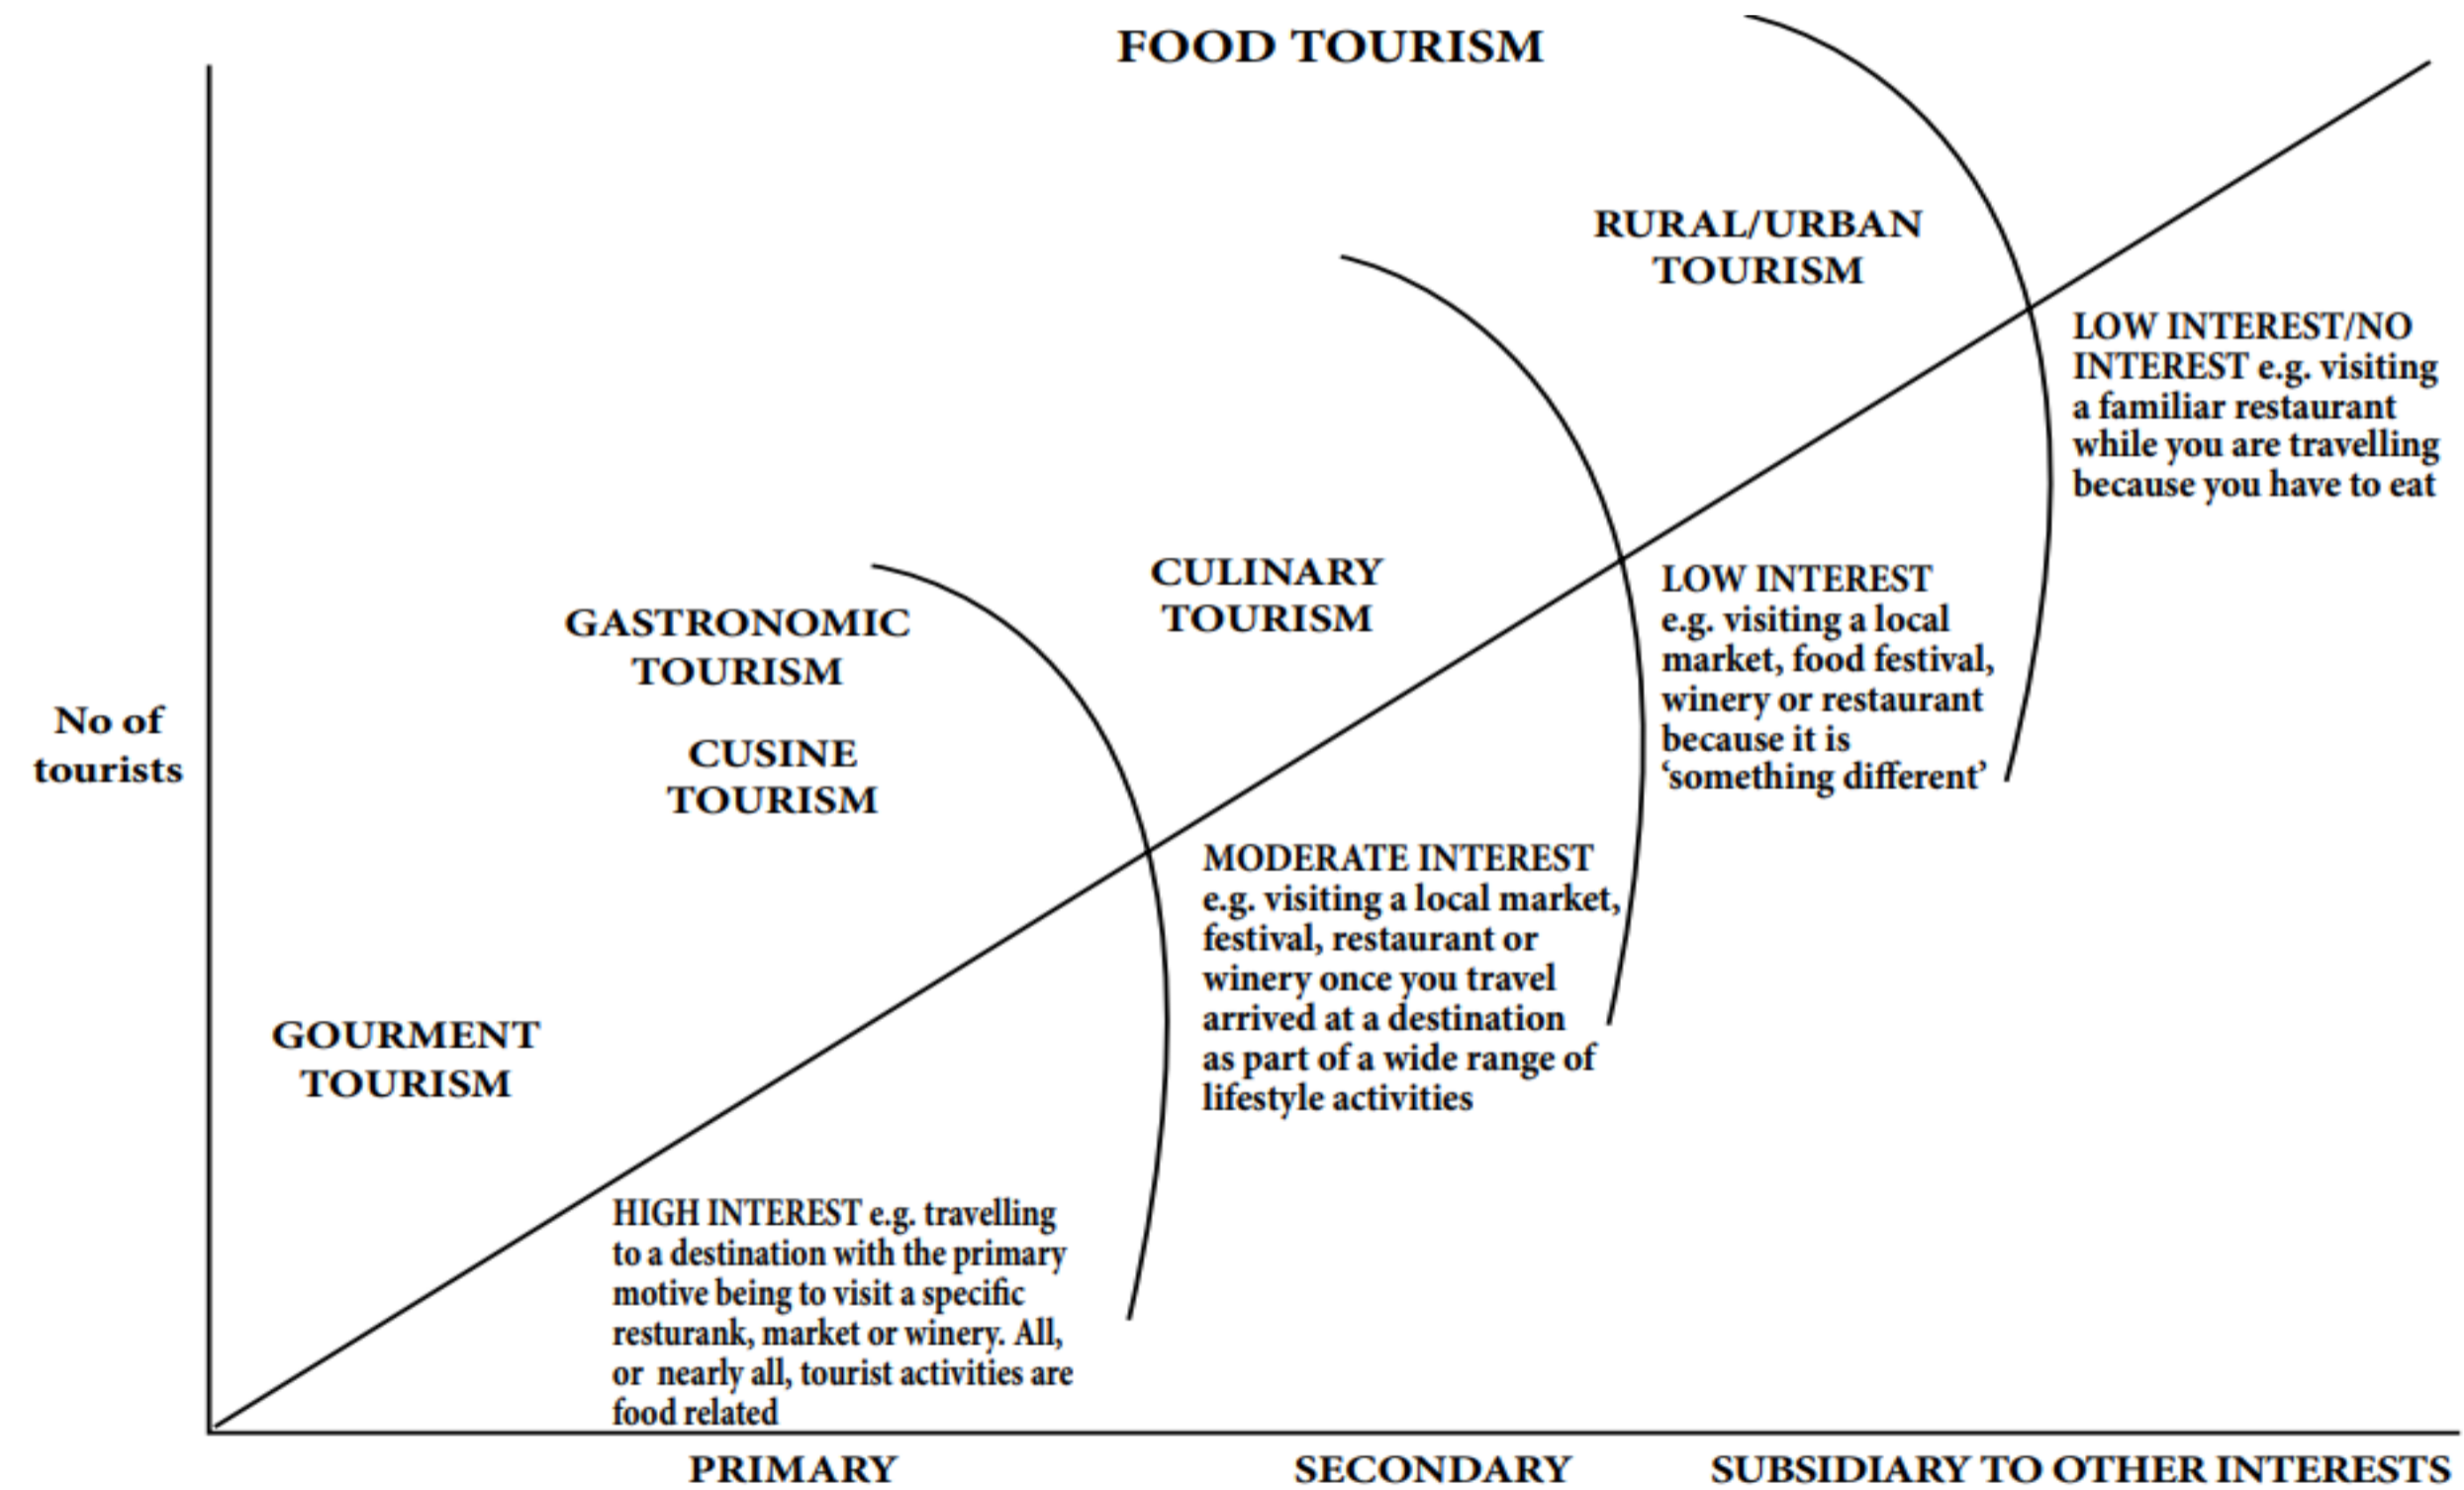 FOOD TOURISM
RURAL/URBAN
TOURISM
LOW INTEREST/NO
INTEREST e.g. visiting
a familiar restaurant
while you are travelling
because you have to eat
CULINARY
TOURISM
LOW INTEREST
e.g. visiting a local
market, food festival,
winery or restaurant
because it is
‘something different’
GASTRONOMIC
TOURISM
CUSINE
TOURISM
No of
tourists
MODERATE INTEREST
e.g. visiting a local market,
festival, restaurant or
winery once you travel
arrived at a destination
as part of a wide range of
lifestyle activities
GOURMENT
TOURISM
HIGH INTEREST e.g. travelling
to a destination with the primary
motive being to visit a specific
resturank, market or winery. All,
or nearly all, tourist activities are
food related
PRIMARY
SECONDARY
SUBSIDIARY TO OTHER INTERESTS